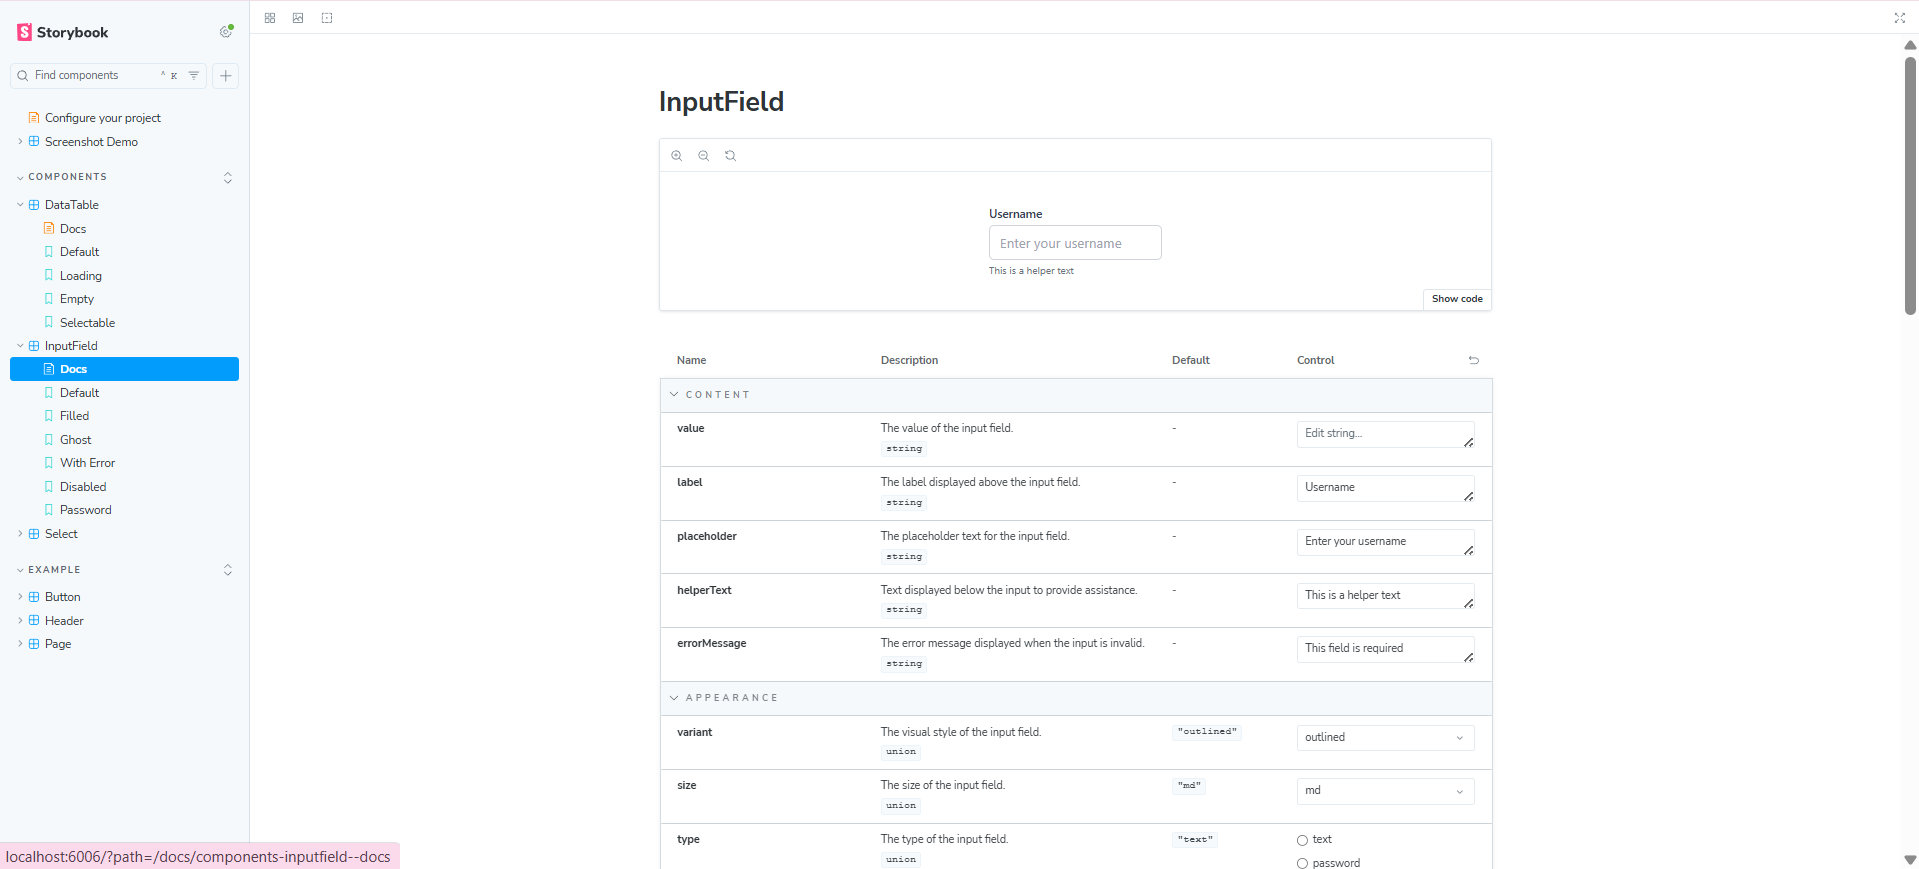 Storybook
Find components
^ K
Configure your project
Screenshot Demo
COMPONENTS
DataTable
Docs
Default
Loading
Empty
Selectable
InputField
Docs
Default
Filled
Ghost
With Error
Disabled
Password
Select
EXAMPLE
Button
Header
Page
localhost:6006/?path=/docs/components-inputfield--docs
InputField
Username
Enter your username
This is a helper text
Show code
Name Description Default Control
CONTENT
value The value of the input field. - Edit string...
string
label The label displayed above the input field. - Username
string
placeholder The placeholder text for the input field. - Enter your username
string
helperText Text displayed below the input to provide assistance. - This is a helper text
string
errorMessage The error message displayed when the input is invalid. - This field is required
string
APPEARANCE
variant The visual style of the input field. "outlined" outlined
union
size The size of the input field. "md" md
union
type The type of the input field. "text" text
union password